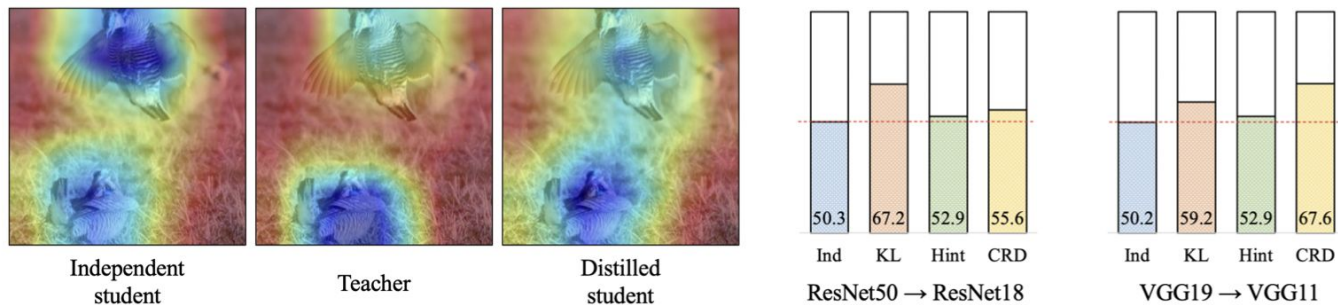 Independent
student
Teacher
Distilled
student
50.3 67.2 52.9 55.6
Ind KL Hint CRD
ResNet50 → ResNet18
50.2 59.2 52.9 67.6
Ind KL Hint CRD
VGG19 → VGG11